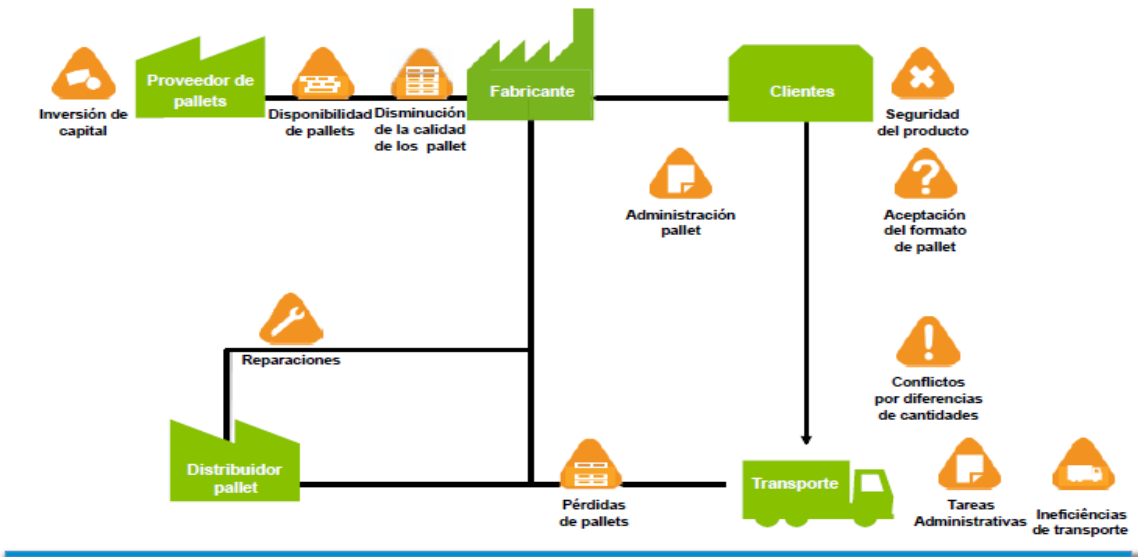 Proveedor de
pallets
Inversión de
capital
Disponibilidad
de pallets
Disminución
de la calidad
de los pallet
Fabricante
Clientes
Seguridad
del producto
Administración
pallet
Aceptación
del formato
de pallet
Reparaciones
Conflictos
por diferencias
de cantidades
Distribuidor
pallet
Pérdidas
de pallets
Transporte
Tareas
Administrativas
Ineficiências
de transporte